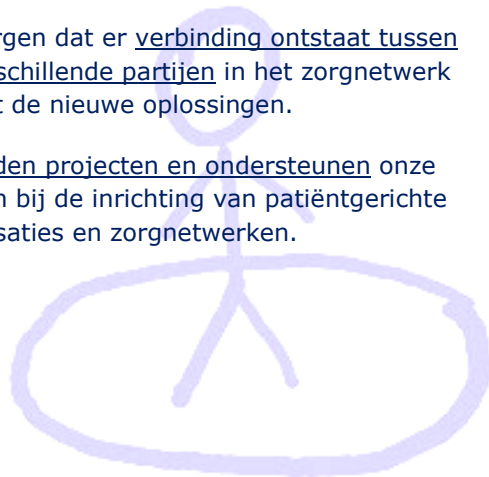 rgen dat er verbinding ontstaat tussen
schillende partijen in het zorgnetwerk
t de nieuwe oplossingen.
den projecten en ondersteunen onze
n bij de inrichting van patiëntgerichte
saties en zorgnetwerken.